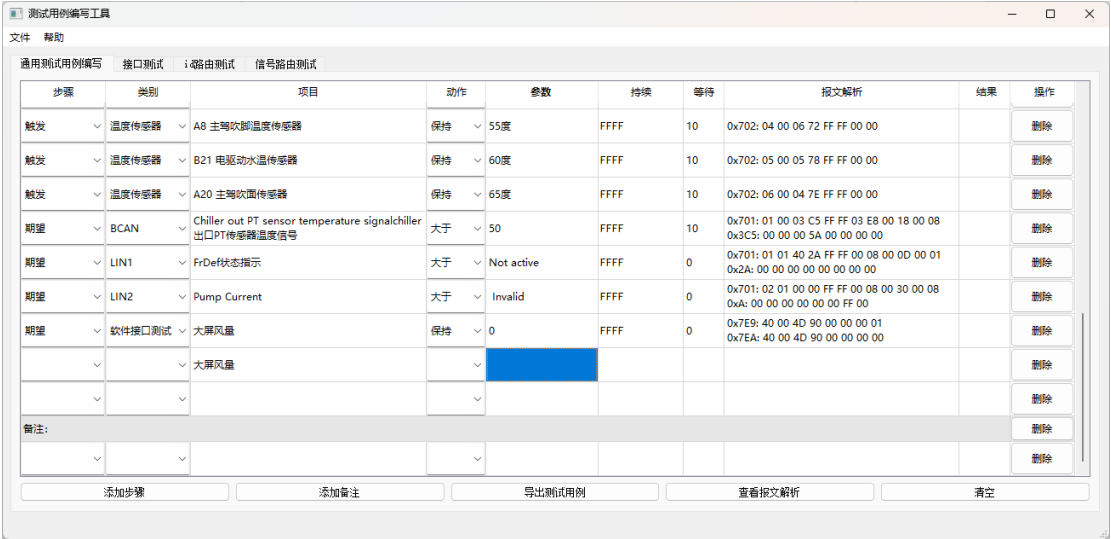 测试用例编写工具
文件 帮助
通用测试用例编写 接口测试 id路由测试 信号路由测试
步骤 类别 项目 动作 参数 持续 等待 报文解析 结果 操作
触发 温度传感器 A8 主驾吹脚温度传感器 保持 55度 FFFF 10 0x702: 04 00 06 72 FF FF 00 00 删除
触发 温度传感器 B21 电驱动水温传感器 保持 60度 FFFF 10 0x702: 05 00 05 78 FF FF 00 00 删除
触发 温度传感器 A20 主驾吹面传感器 保持 65度 FFFF 10 0x702: 06 00 04 7E FF FF 00 00 删除
期望 BCAN Chiller out PT sensor temperature signalchiller 大于 50 FFFF 10 0x701: 01 00 03 C5 FF FF 03 E8 00 18 00 08 删除
出口PT传感器温度信号 0x3C5: 00 00 00 5A 00 00 00 00
期望 LIN1 FrDef状态指示 大于 Not active FFFF 0 0x701: 01 01 40 2A FF FF 00 08 00 0D 00 01 删除
0x2A: 00 00 00 00 00 00 00 00
期望 LIN2 Pump Current 大于 Invalid FFFF 0 0x701: 02 01 00 00 FF FF 00 08 00 30 00 08 删除
0xA: 00 00 00 00 00 00 FF 00
期望 软件接口测试 大屏风量 保持 0 FFFF 0 0x7E9: 40 00 4D 90 00 00 00 01 删除
0x7EA: 40 00 4D 90 00 00 00 00
大屏风量 删除
删除
备注: 删除
删除
添加步骤 添加备注 导出测试用例 查看报文解析 清空